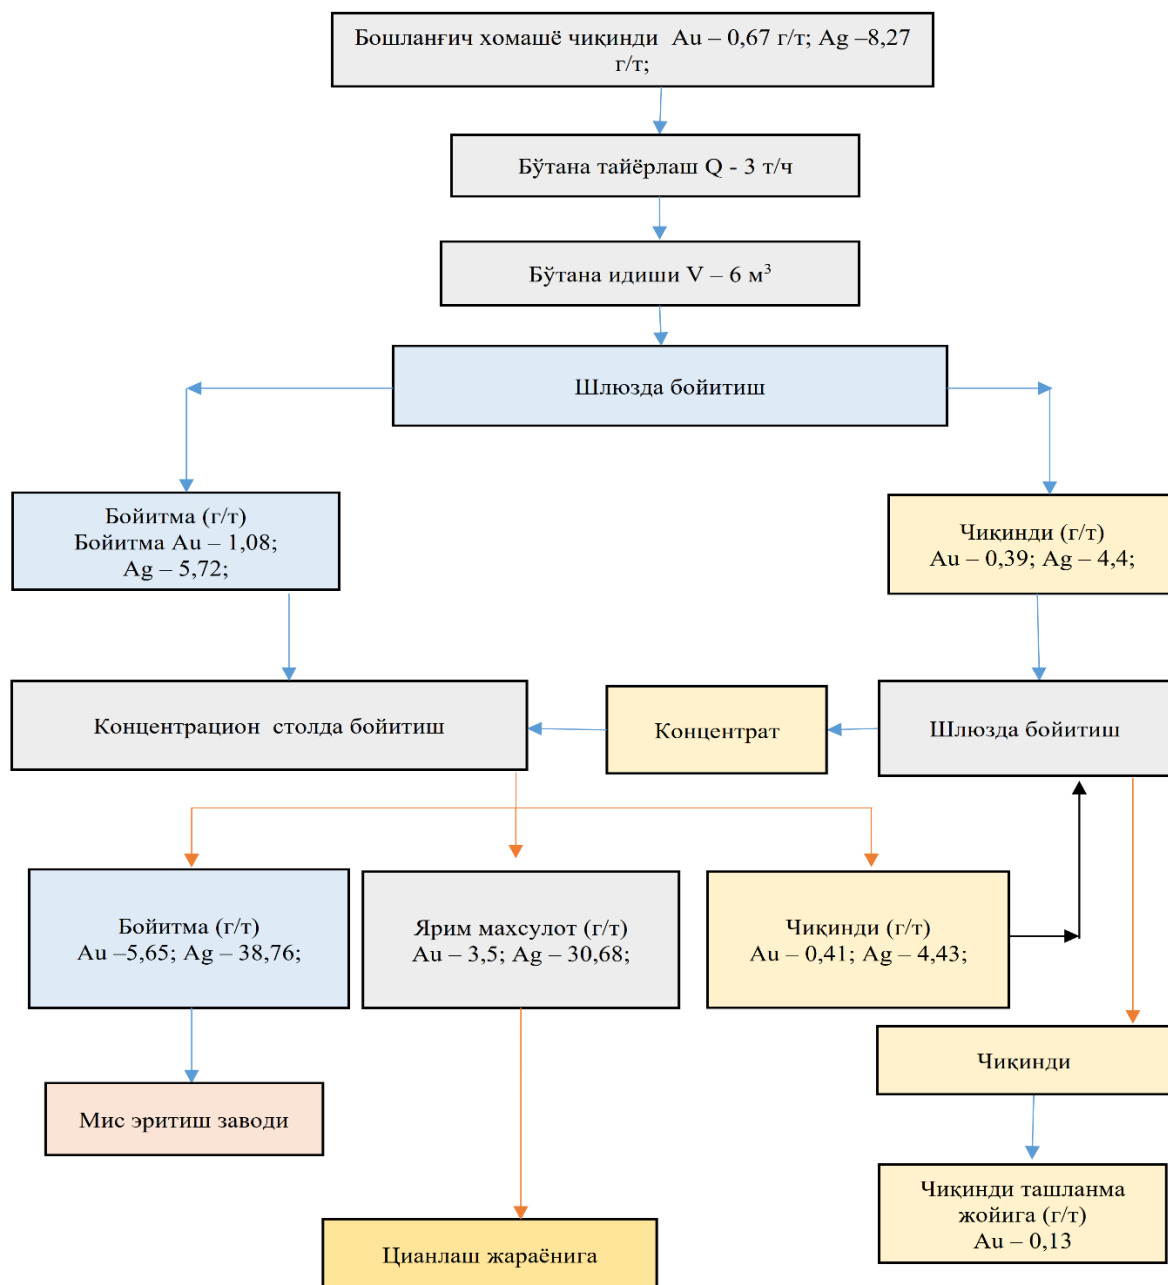 Бошланғич хомашё чиқинди Au – 0,67 г/т; Ag –8,27
г/т;
Бўтана тайёрлаш Q - 3 т/ч
Бўтана идиши V – 6 м³
Шлюзда бойитиш
Бойитма (г/т)
Бойитма Au – 1,08;
Ag – 5,72;
Чиқинди (г/т)
Au – 0,39; Ag – 4,4;
Концентрацион столда бойитиш
Концентрат
Шлюзда бойитиш
Бойитма (г/т)
Au –5,65; Ag – 38,76;
Ярим махсулот (г/т)
Au – 3,5; Ag – 30,68;
Чиқинди (г/т)
Au – 0,41; Ag – 4,43;
Чиқинди
Мис эритиш заводи
Чиқинди ташланма
жойига (г/т)
Au – 0,13
Цианлаш жараёнига